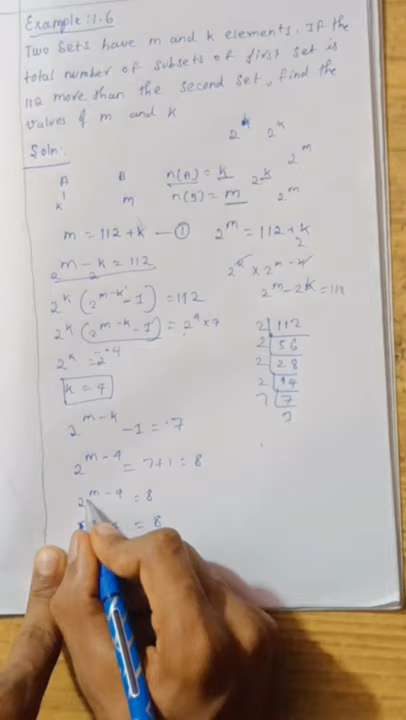 Example: 1.6
Two sets have m and k elements. If the
total number of subsets of first set is
112 more than the second set, find the
values of m and k
2^k 2^k
Soln:
2^m
A B n(A) = k 2^k
k m n(B) = m 2^m
m = 112 + k — ① 2^m = 112 + k
2
2^m - 2^k = 112 2^k × 2^m-k
2^k (2^m-k - 1) = 112 2^m - 2^k = 112
2^k (2^m-k - 1) = 2^4 × 7 2 | 112
2 | 56
2^k = 2^4 2 | 28
2 | 14
k = 4 7 | 7
2^m-k - 1 = 7
2^m-4 = 7 + 1 = 8
2^m-4 = 8
= 8